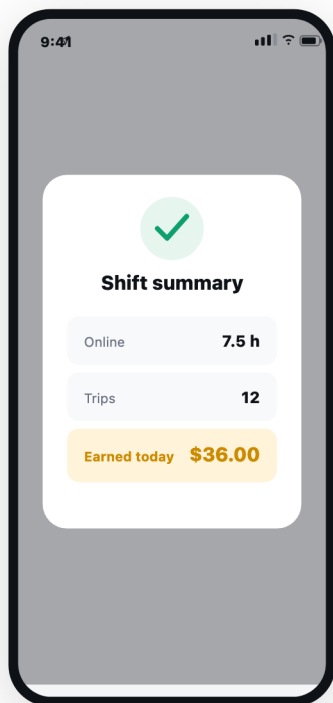 9:41
Shift summary
Online 7.5 h
Trips 12
Earned today $36.00